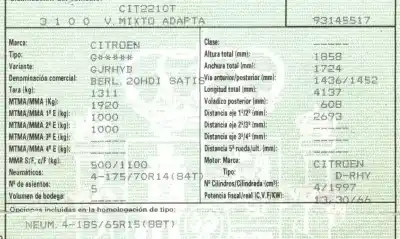 CIT2210T
3100 V.MIXTO ADAPTA 93145517
Marca: CITROEN
Tipo: G*****
Variante: GJRHYB
Denominación comercial: BERL.20HDI SATIS
Tara (kg): 1311
MTMA/MMA (Kg): 1920
MTMA/MMA 1º E (kg): 1000
MTMA/MMA 2º E (kg): 1000
MTMA/MMA 3º E (kg): -----
MTMA/MMA 4º E (kg): -----
MMR S/F, c/F (kg): 500/1100
Neumáticos: 4-175/70R14(84T)
Nº de asientos: 5
Volumen de bodega: -----
Clase: -----
Altura total (mm): 1858
Anchura total (mm): 1724
Vía anterior/posterior (mm): 1436/1452
Longitud total (mm): 4137
Voladizo posterior (mm): 608
Distancia eje 1º/2º (mm): 2693
Distancia eje 2º/3º (mm): -----
Distancia eje 3º/4º (mm): -----
Distancia 5ª rueda/ult. (mm): -----
Motor: Marca: CITROEN
Tipo: D-RHY
Nº Cilindros/Cilindrada (cm³): 4/1997
Potencia fiscal/real (C.V.F/KW): 13,30/66
Opciones incluidas en la homologación de tipo:
NEUM.4-185/65R15(88T)